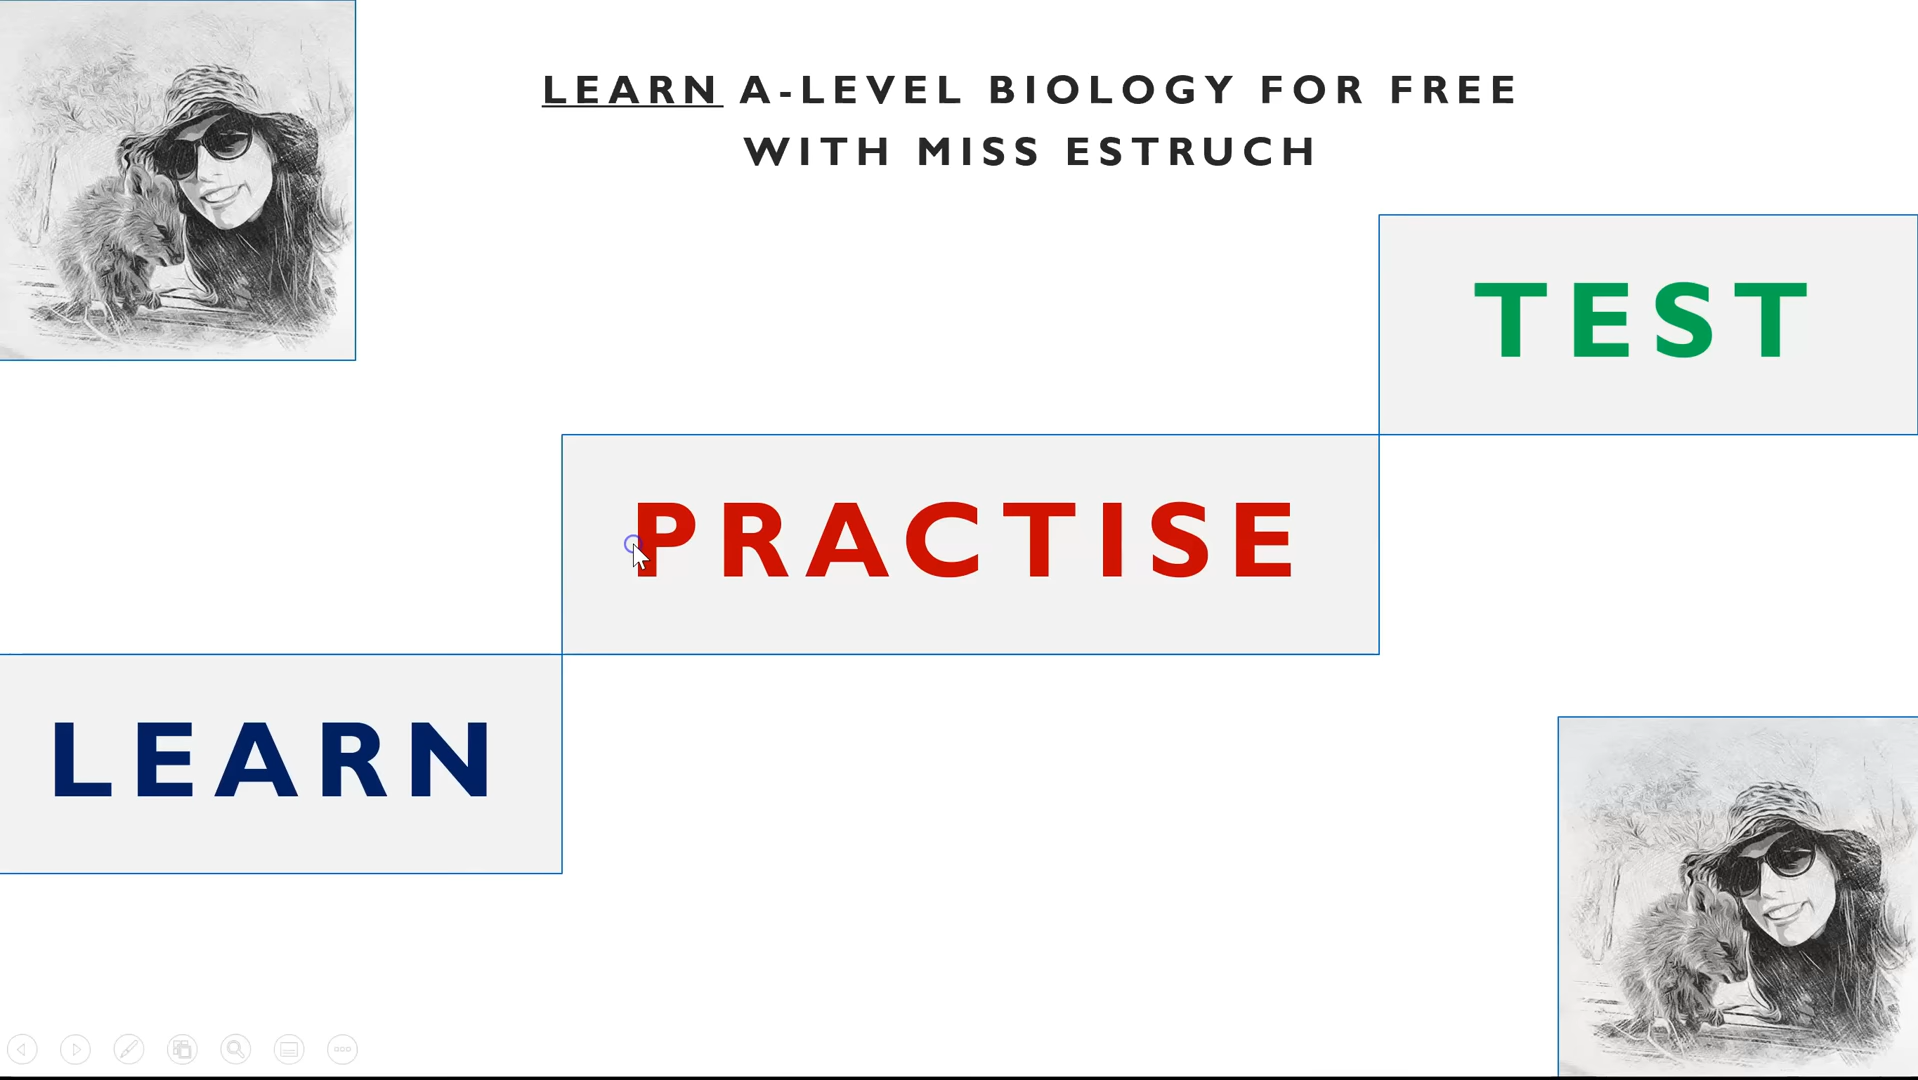 LEARN A-LEVEL BIOLOGY FOR FREE
WITH MISS ESTRUCH
TEST
PRACTISE
LEARN